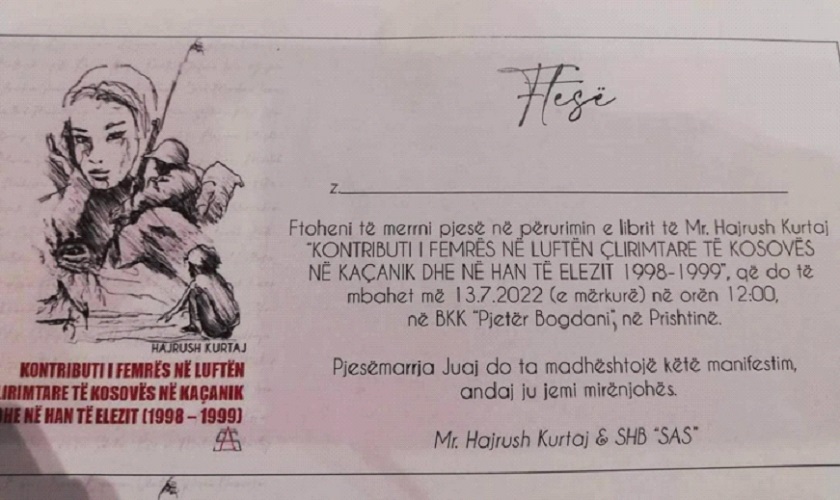 Ftesë
z.
Ftoheni të merrni pjesë në përurimin e librit të Mr. Hajrush Kurtaj
"KONTRIBUTI I FEMRËS NË LUFTËN ÇLIRIMTARE TË KOSOVËS
NË KAÇANIK DHE NË HAN TË ELEZIT 1998-1999", që do të
mbahet më 13.7.2022 (e mërkurë) në orën 12:00,
në BKK "Pjetër Bogdani", në Prishtinë.
Pjesëmarrja Juaj do ta madhështojë këtë manifestim,
andaj ju jemi mirënjohës.
Mr. Hajrush Kurtaj & SHB "SAS"
HAJRUSH KURTAJ
KONTRIBUTI I FEMRËS NË LUFTËN
LIRIMTARE TË KOSOVËS NË KAÇANIK
HE NË HAN TË ELEZIT (1998 – 1999)